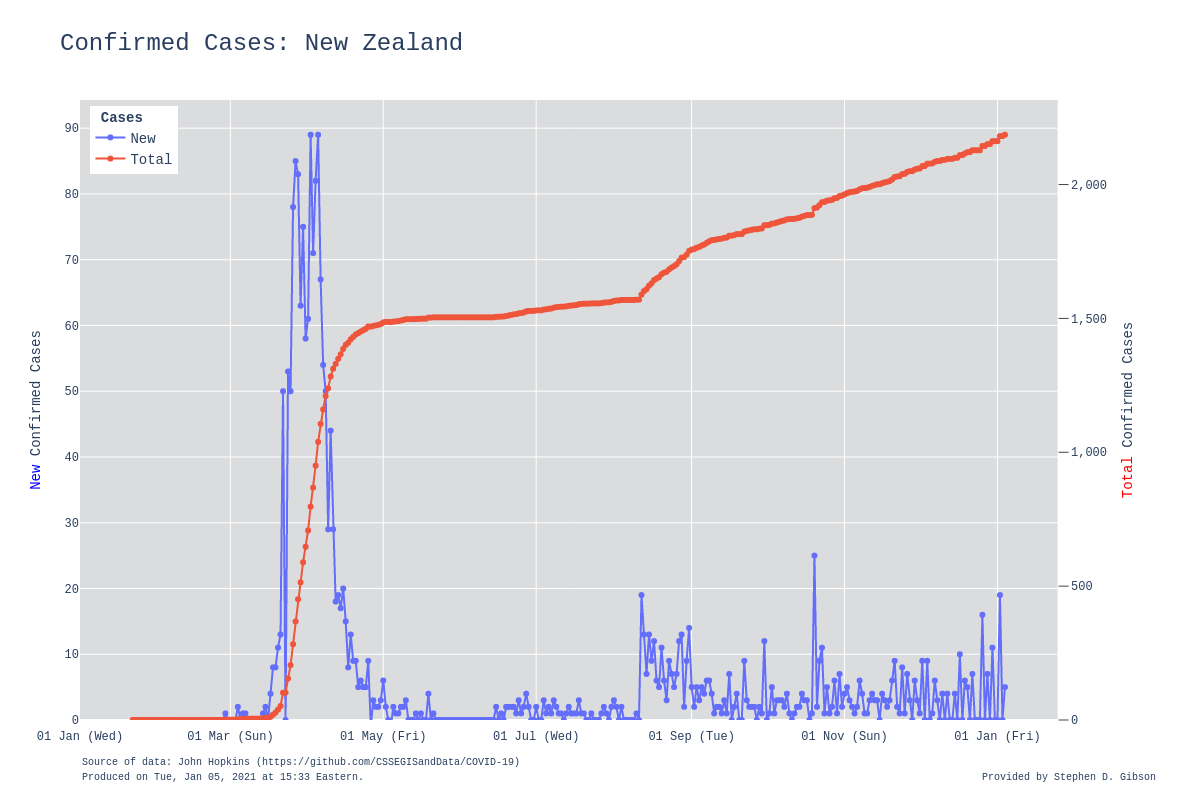 Confirmed Cases: New Zealand
Cases
New
Total
90
80
70
60
50
40
30
20
10
0
New Confirmed Cases
2,000
1,500
1,000
500
0
Total Confirmed Cases
01 Jan (Wed) 01 Mar (Sun) 01 May (Fri) 01 Jul (Wed) 01 Sep (Tue) 01 Nov (Sun) 01 Jan (Fri)
Source of data: John Hopkins (https://github.com/CSSEGISandData/COVID-19)
Produced on Tue, Jan 05, 2021 at 15:33 Eastern.
Provided by Stephen D. Gibson